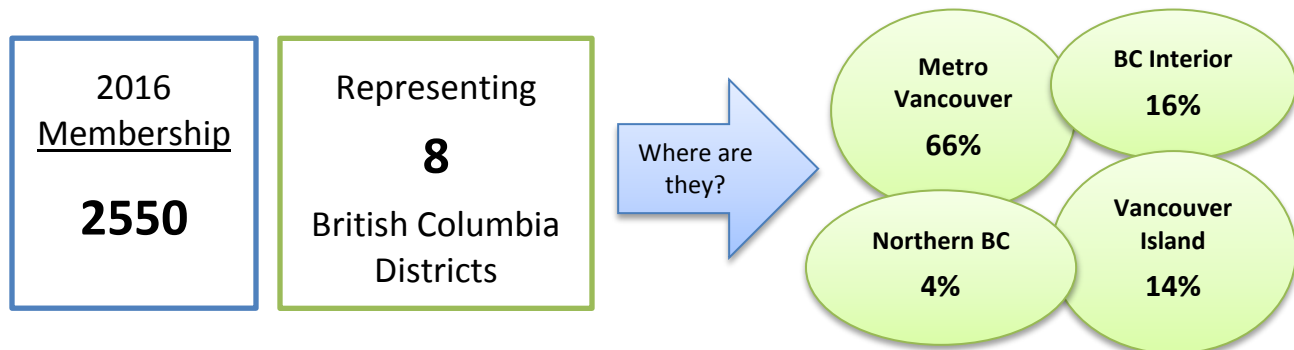 2016
Membership
2550
Representing
8
British Columbia
Districts
Where are
they?
Metro
Vancouver
66%
BC Interior
16%
Northern BC
4%
Vancouver
Island
14%